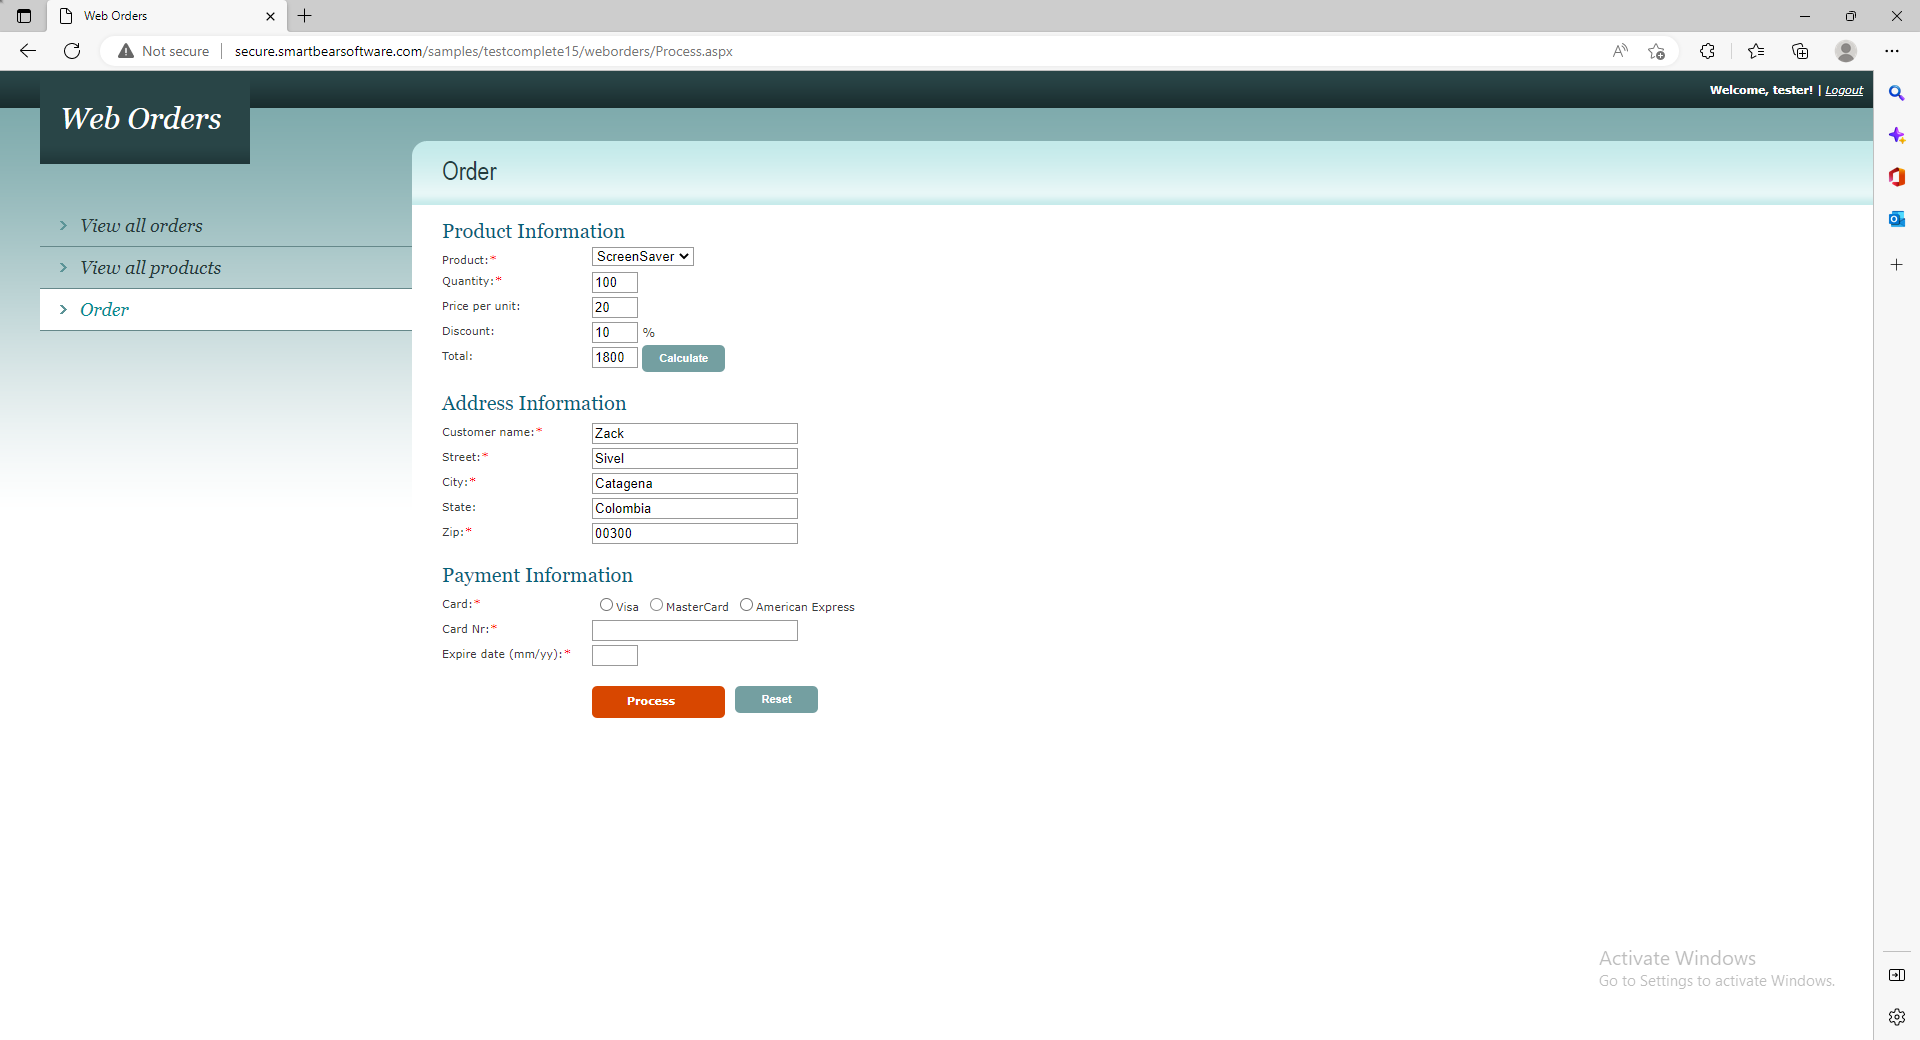 Web Orders
Not secure
secure.smartbearsoftware.com/samples/testcomplete15/weborders/Process.aspx
Welcome, tester! | Logout
Web Orders
Order
View all orders
View all products
Order
Product Information
Product:* ScreenSaver
Quantity:* 100
Price per unit: 20
Discount: 10 %
Total: 1800 Calculate
Address Information
Customer name:* Zack
Street:* Sivel
City:* Catagena
State: Colombia
Zip:* 00300
Payment Information
Card:* Visa MasterCard American Express
Card Nr:*
Expire date (mm/yy):*
Process Reset
Activate Windows
Go to Settings to activate Windows.